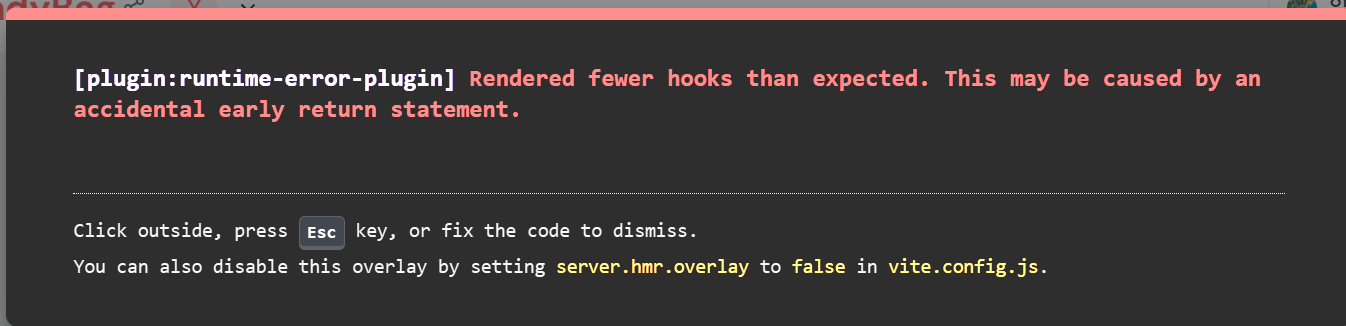 [plugin:runtime-error-plugin] Rendered fewer hooks than expected. This may be caused by an
accidental early return statement.
Click outside, press Esc key, or fix the code to dismiss.
You can also disable this overlay by setting server.hmr.overlay to false in vite.config.js.